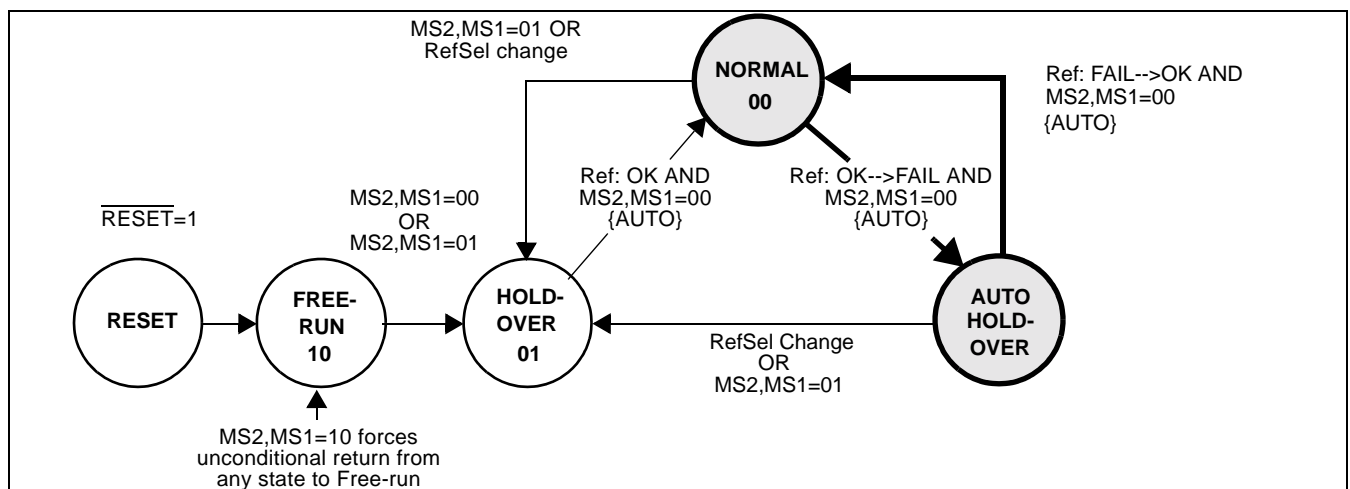 MS2,MS1=01 OR
RefSel change
NORMAL
00
Ref: FAIL-->OK AND
MS2,MS1=00
{AUTO}
Ref: OK AND
MS2,MS1=00
{AUTO}
Ref: OK-->FAIL AND
MS2,MS1=00
{AUTO}
RESET=1
MS2,MS1=00
OR
MS2,MS1=01
RESET
FREE-
RUN
10
HOLD-
OVER
01
AUTO
HOLD-
OVER
RefSel Change
OR
MS2,MS1=01
MS2,MS1=10 forces
unconditional return from
any state to Free-run